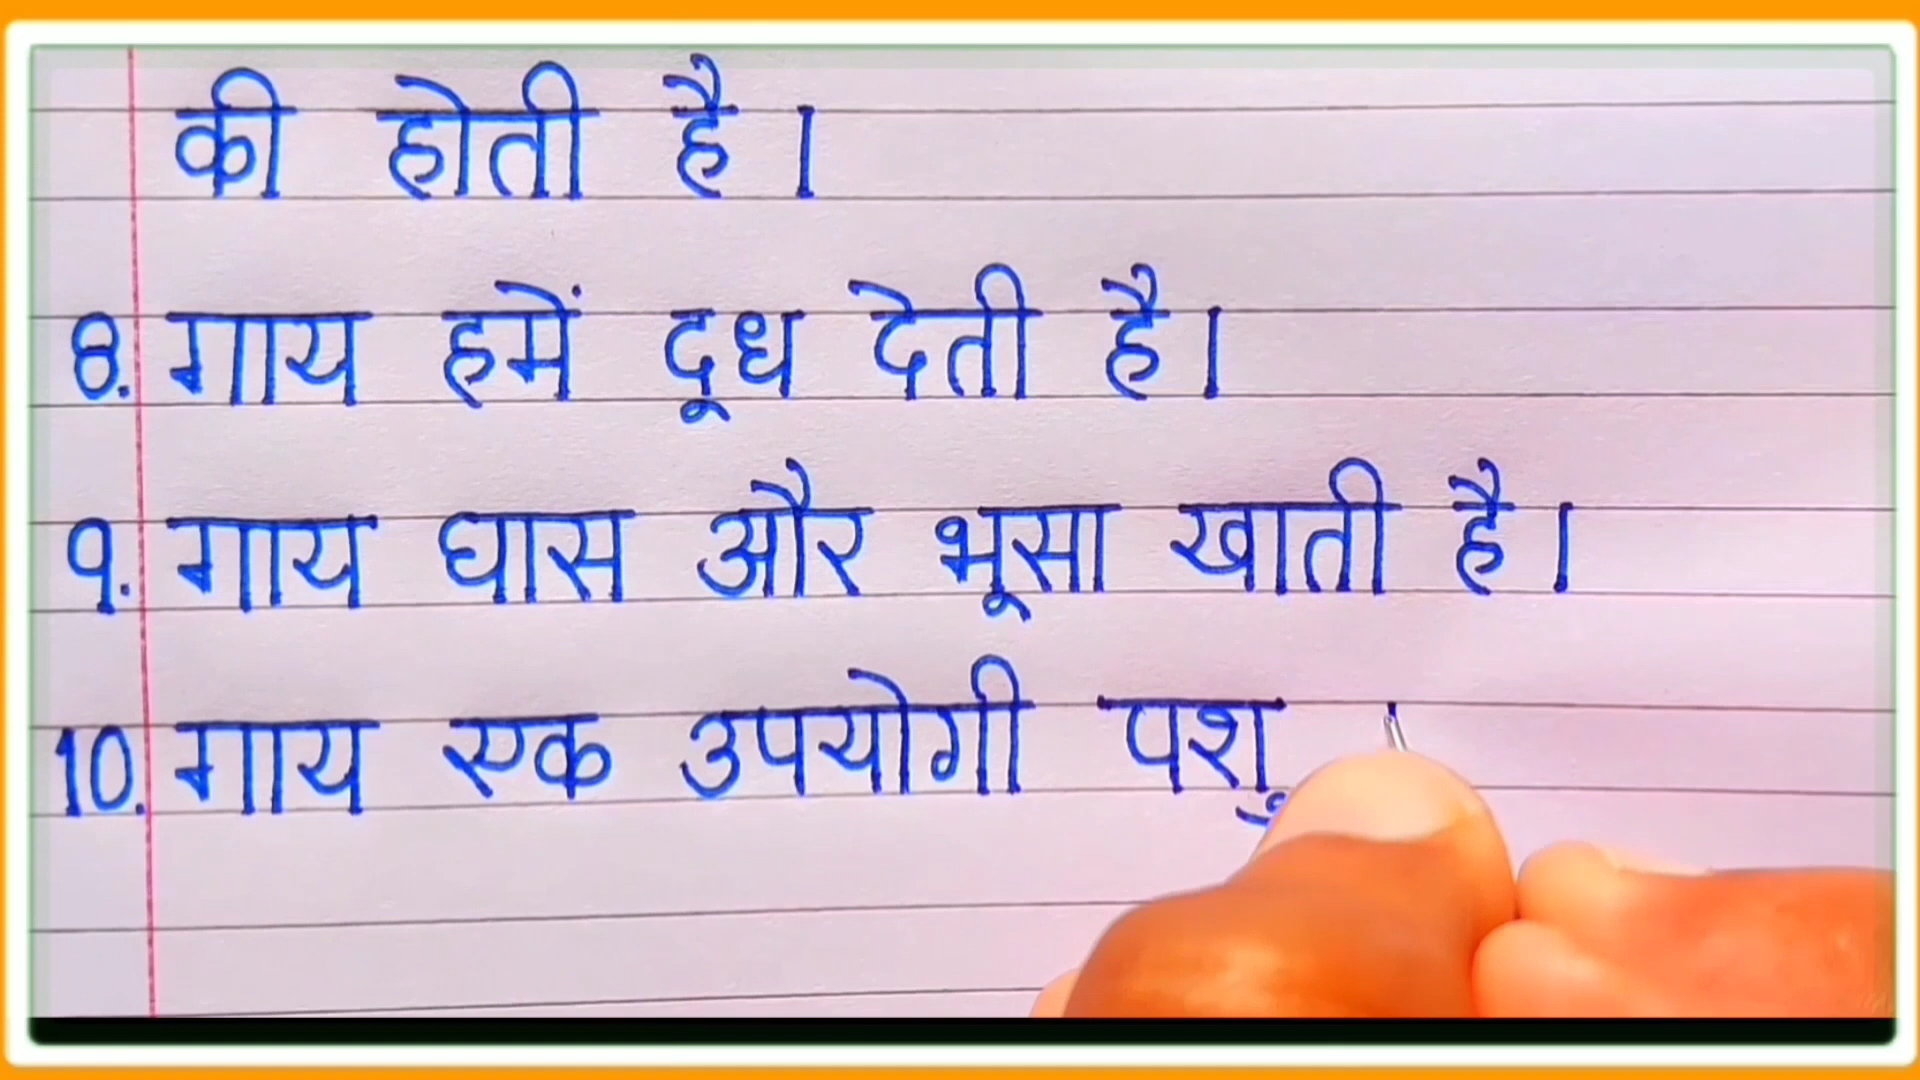 की होती है।
8. गाय हमें दूध देती है।
9. गाय घास और भूसा खाती है।
10. गाय एक उपयोगी पशु